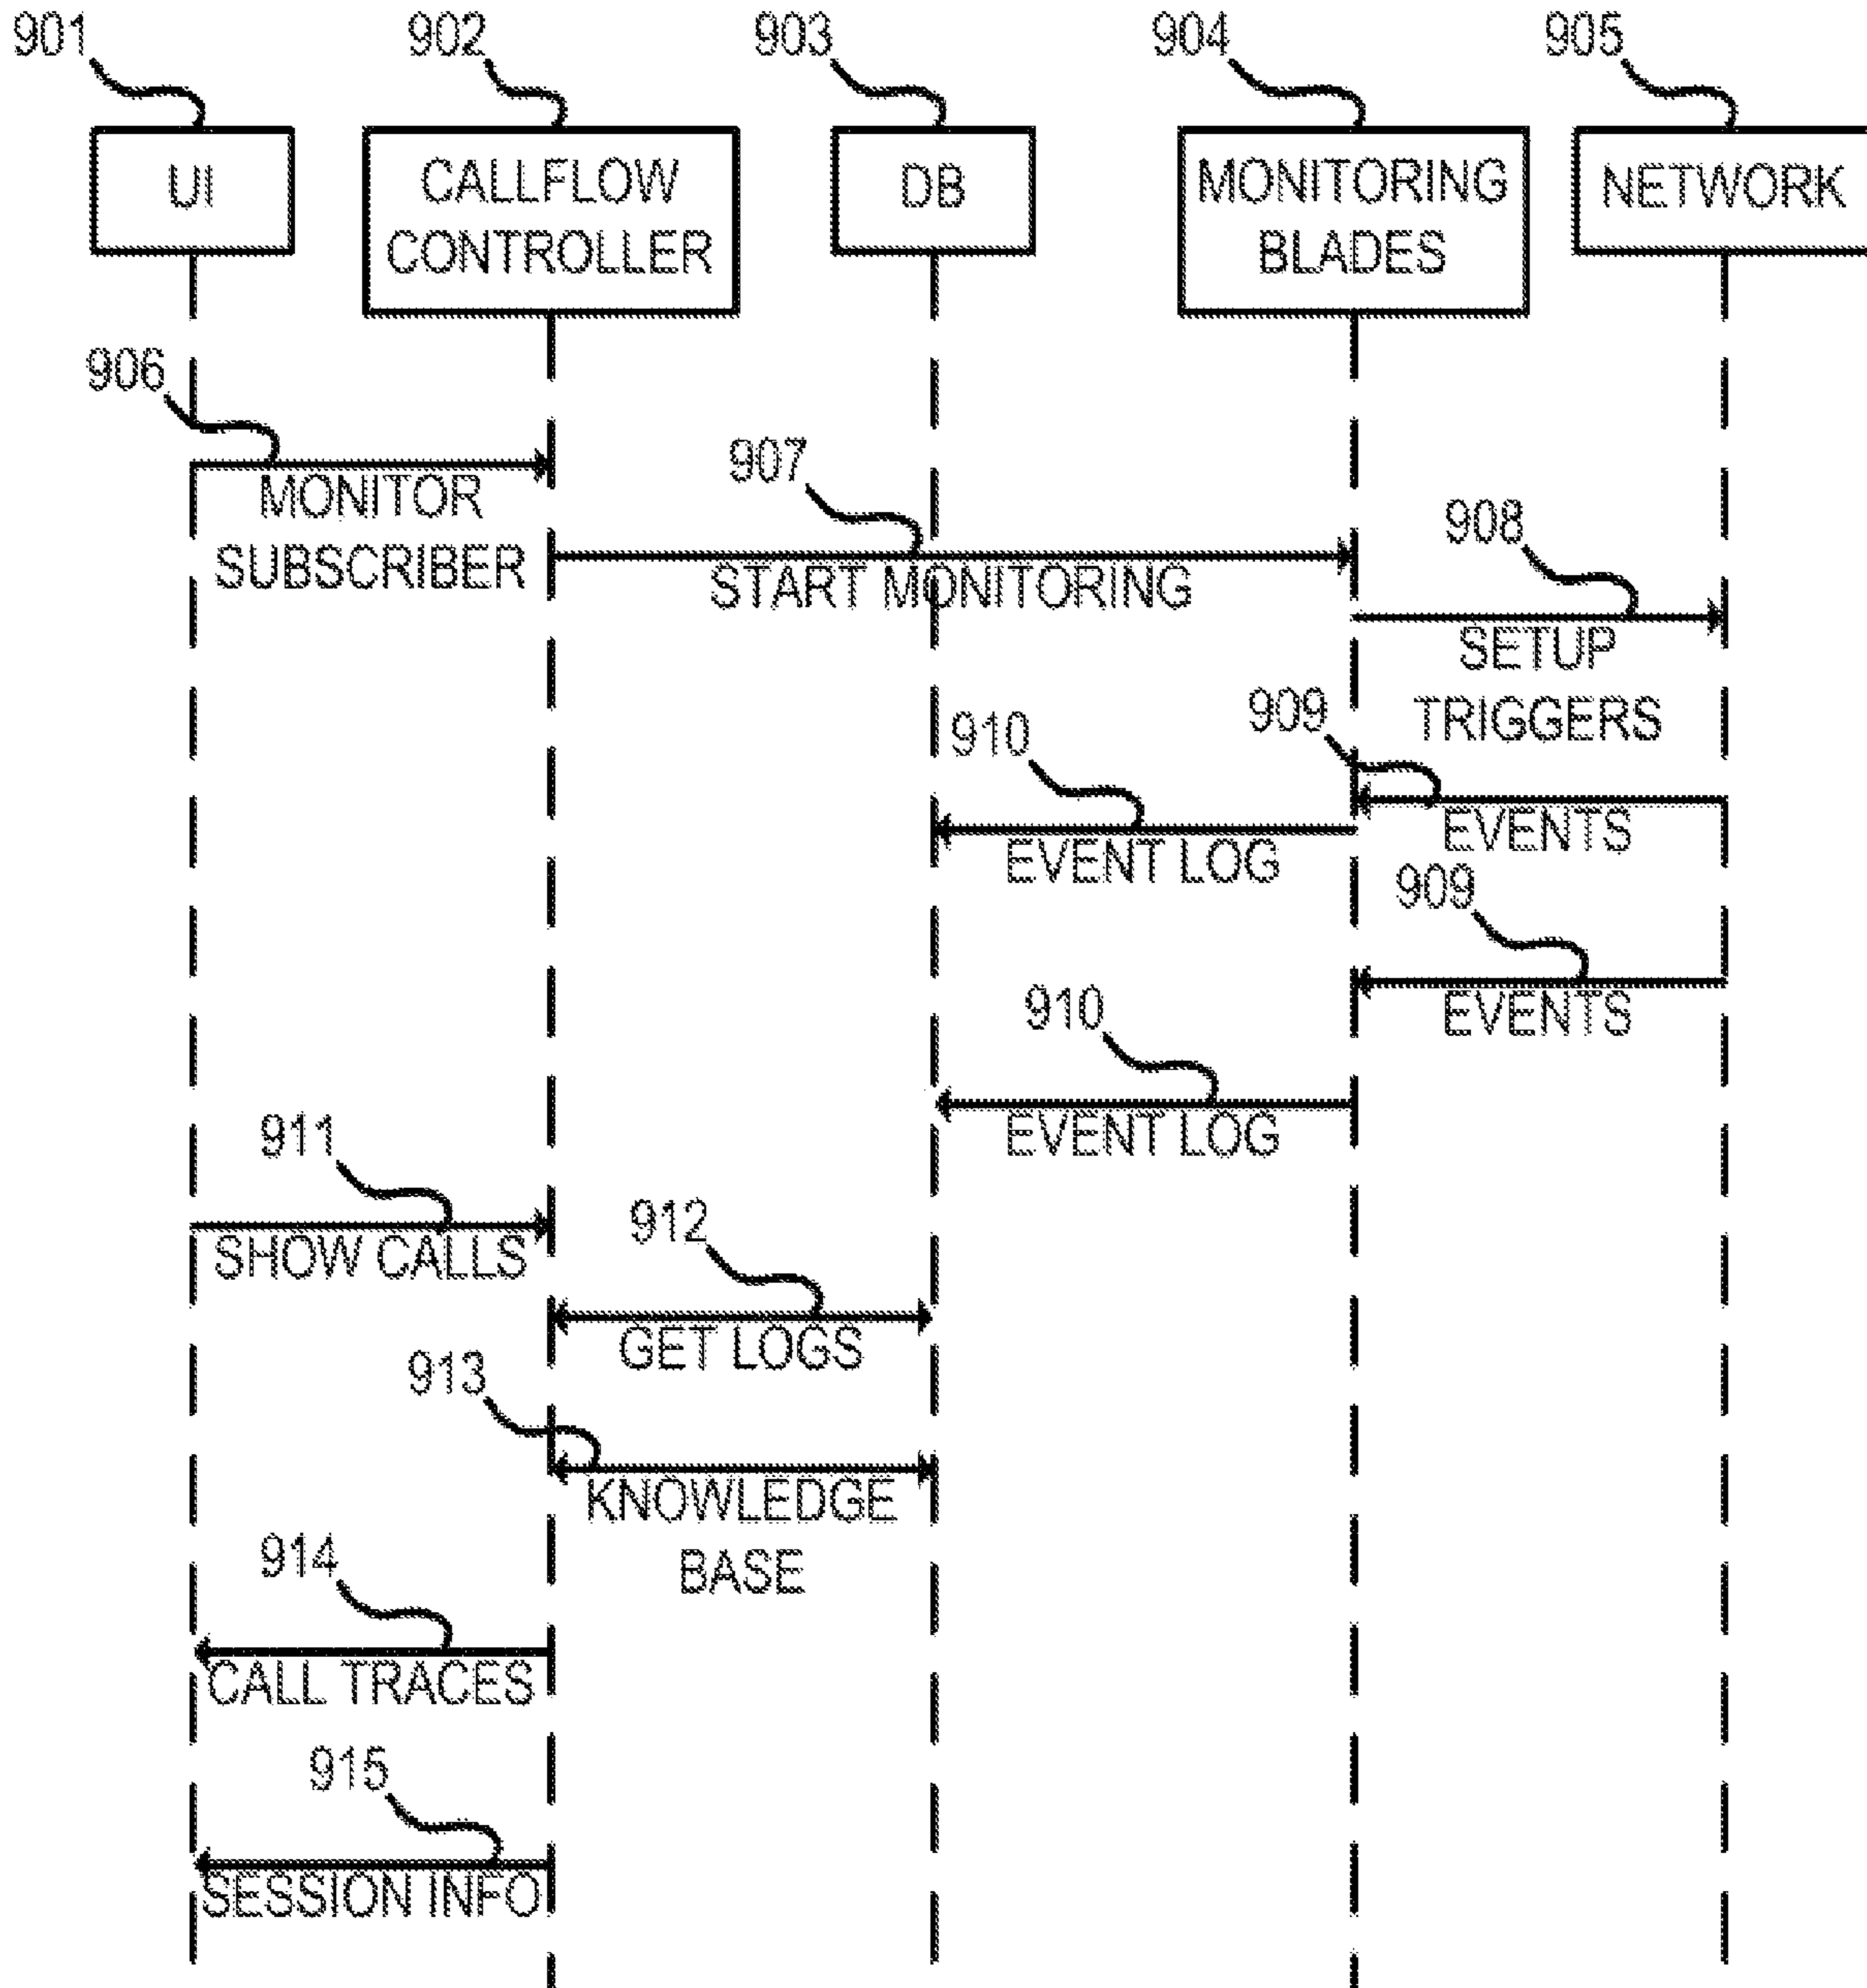 901
902
903
904
905
UI
CALLFLOW
CONTROLLER
DB
MONITORING
BLADES
NETWORK
906
MONITOR
SUBSCRIBER
907
START MONITORING
908
SETUP
TRIGGERS
909
EVENTS
910
EVENT LOG
909
EVENTS
910
EVENT LOG
911
SHOW CALLS
912
GET LOGS
913
KNOWLEDGE
BASE
914
CALL TRACES
915
SESSION INFO